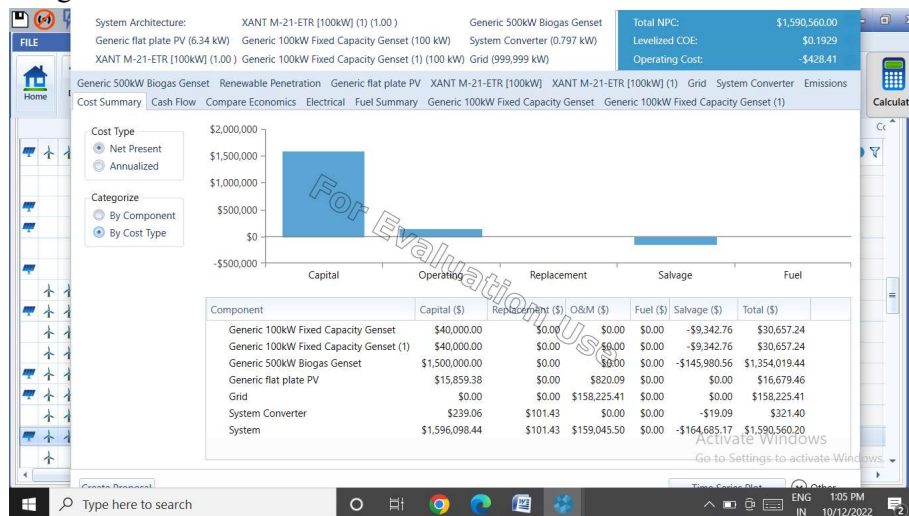 System Architecture: XANT M-21-ETR [100kW] (1) (1.00 ) Generic 500kW Biogas Genset Total NPC: $1,590,560.00
FILE Generic flat plate PV (6.34 kW) Generic 100kW Fixed Capacity Genset (100 kW) System Converter (0.797 kW) Levelized COE: $0.1929
XANT M-21-ETR [100kW] (1.00 ) Generic 100kW Fixed Capacity Genset (1) (100 kW) Grid (999,999 kW) Operating Cost: -$428.41
Generic 500kW Biogas Genset Renewable Penetration Generic flat plate PV XANT M-21-ETR [100kW] XANT M-21-ETR [100kW] (1) Grid System Converter Emissions
Home Cost Summary Cash Flow Compare Economics Electrical Fuel Summary Generic 100kW Fixed Capacity Genset Generic 100kW Fixed Capacity Genset (1) Calculat
Cost Type
Net Present
Annualized
Categorize
By Component
By Cost Type
$2,000,000
$1,500,000
$1,000,000
$500,000
$0
-$500,000
Capital Operating Replacement Salvage Fuel
For Evaluation Use
Component Capital ($) Replacement ($) O&M ($) Fuel ($) Salvage ($) Total ($)
Generic 100kW Fixed Capacity Genset $40,000.00 $0.00 $0.00 $0.00 -$9,342.76 $30,657.24
Generic 100kW Fixed Capacity Genset (1) $40,000.00 $0.00 $0.00 $0.00 -$9,342.76 $30,657.24
Generic 500kW Biogas Genset $1,500,000.00 $0.00 $0.00 $0.00 -$145,980.56 $1,354,019.44
Generic flat plate PV $15,859.38 $0.00 $820.09 $0.00 $0.00 $16,679.46
Grid $0.00 $0.00 $158,225.41 $0.00 $0.00 $158,225.41
System Converter $239.06 $101.43 $0.00 $0.00 -$19.09 $321.40
System $1,596,098.44 $101.43 $159,045.50 $0.00 -$164,685.17 $1,590,560.20
Activate Windows
Go to Settings to activate Windows.
Create Proposal Time Series Plot Other
Type here to search
ENG 1:05 PM
IN 10/12/2022
2